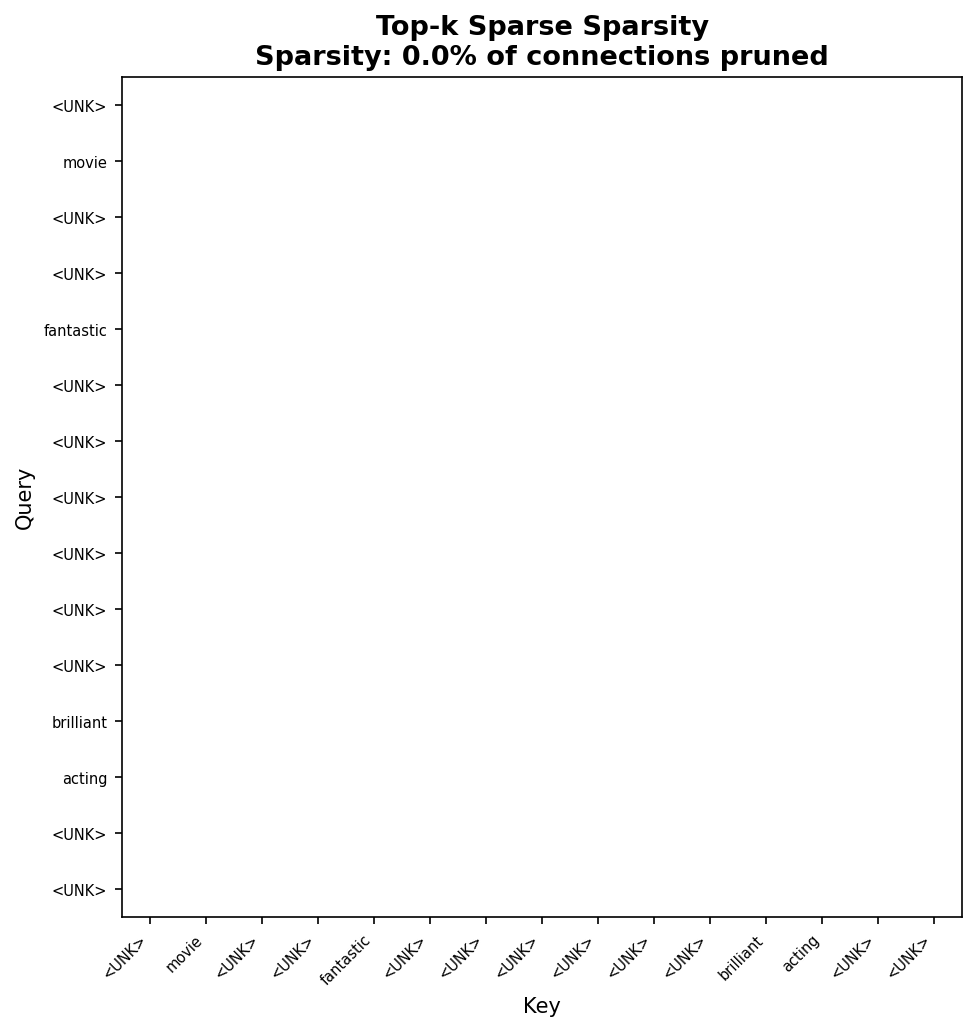 Top-k Sparse Sparsity
Sparsity: 0.0% of connections pruned
<UNK>
movie
<UNK>
<UNK>
fantastic
<UNK>
<UNK>
<UNK>
<UNK>
<UNK>
<UNK>
brilliant
acting
<UNK>
<UNK>
Query
<UNK>
movie
<UNK>
<UNK>
fantastic
<UNK>
<UNK>
<UNK>
<UNK>
<UNK>
<UNK>
brilliant
acting
<UNK>
<UNK>
Key